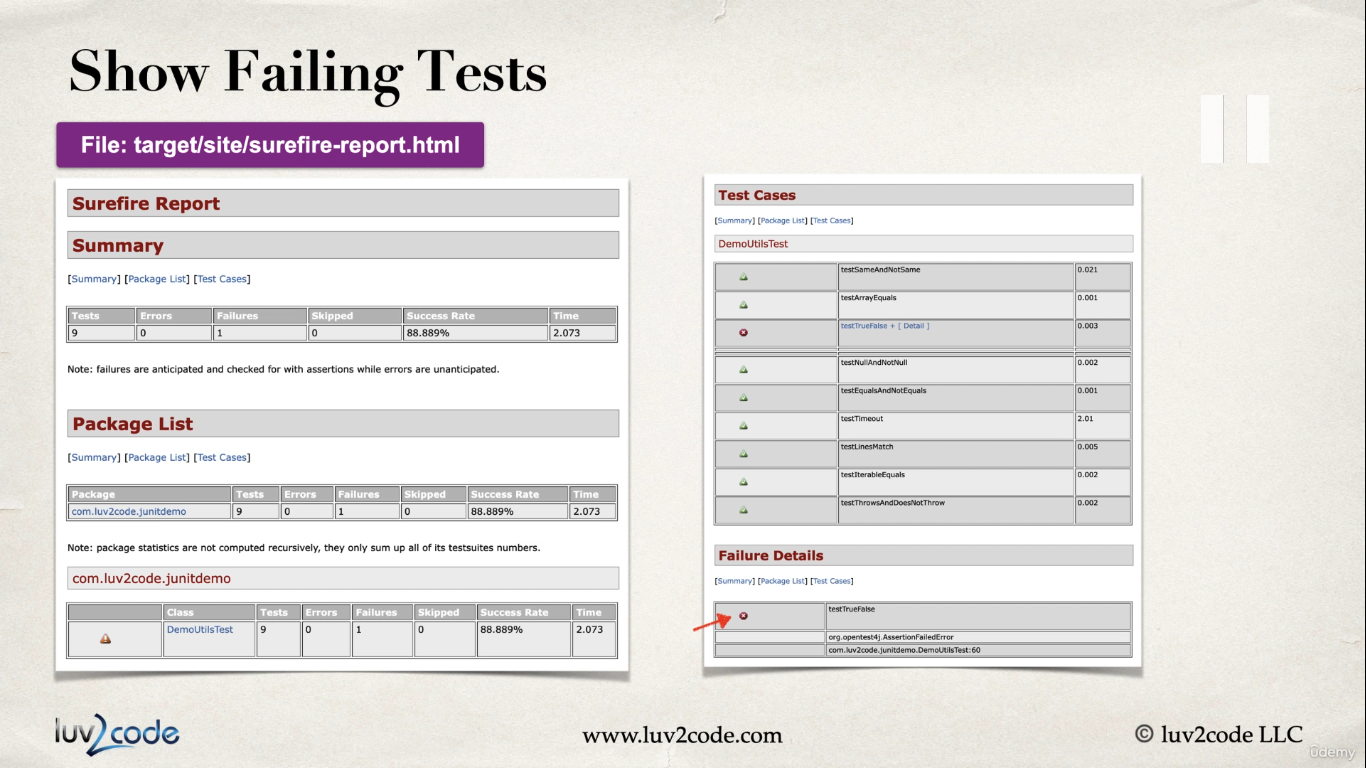 Show Failing Tests
File: target/site/surefire-report.html
Surefire Report
Summary
[Summary] [Package List] [Test Cases]
Tests Errors Failures Skipped Success Rate Time
9 0 1 0 88.889% 2.073
Note: failures are anticipated and checked for with assertions while errors are unanticipated.
Package List
[Summary] [Package List] [Test Cases]
Package Tests Errors Failures Skipped Success Rate Time
com.luv2code.junitdemo 9 0 1 0 88.889% 2.073
Note: package statistics are not computed recursively, they only sum up all of its testsuites numbers.
com.luv2code.junitdemo
Class Tests Errors Failures Skipped Success Rate Time
DemoUtilsTest 9 0 1 0 88.889% 2.073
Test Cases
[Summary] [Package List] [Test Cases]
DemoUtilsTest
testSameAndNotSame 0.021
testArrayEquals 0.001
testTrueFalse + [ Detail ] 0.003
testNullAndNotNull 0.002
testEqualsAndNotEquals 0.001
testTimeout 2.01
testLinesMatch 0.005
testIterableEquals 0.002
testThrowsAndDoesNotThrow 0.002
Failure Details
[Summary] [Package List] [Test Cases]
testTrueFalse
org.opentest4j.AssertionFailedError
com.luv2code.junitdemo.DemoUtilsTest:60
luv2code
www.luv2code.com
© luv2code LLC
ûdemy